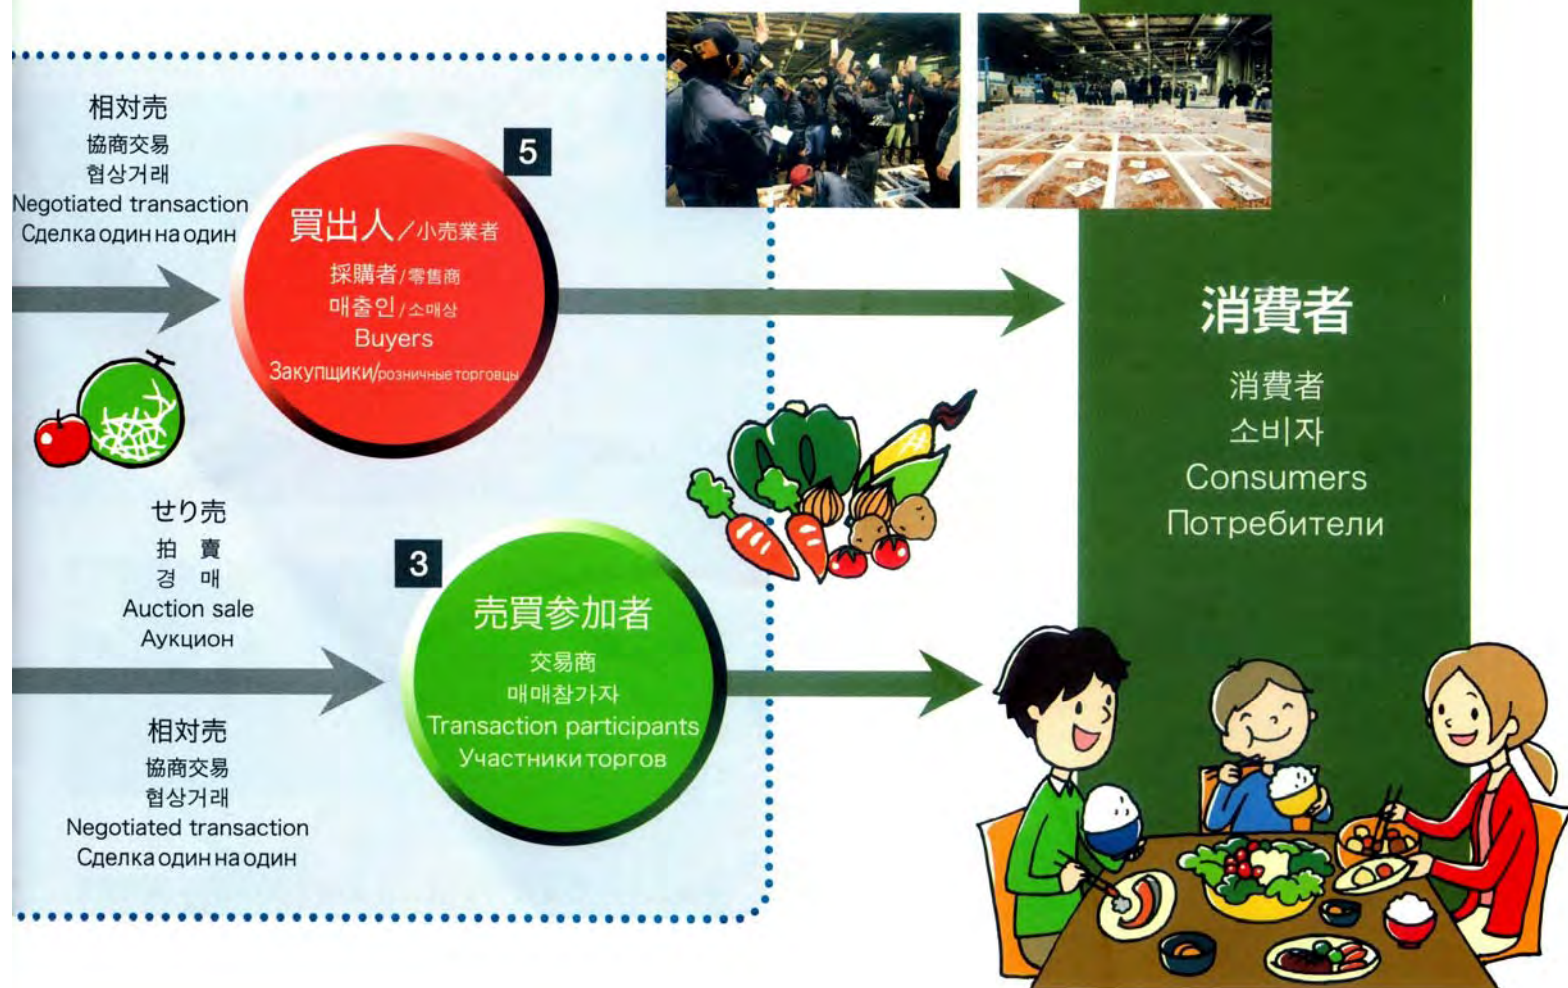 相対売
協商交易
협상거래
Negotiated transaction
Сделка один на один
5
買出人／小売業者
採購者/零售商
매출인/소매상
Buyers
Закупщики/розничные торговцы
消費者
消費者
소비자
Consumers
Потребители
せり売
拍　賣
경　매
Auction sale
Аукцион
3
売買参加者
交易商
매매참가자
Transaction participants
Участники торгов
相対売
協商交易
협상거래
Negotiated transaction
Сделка один на один